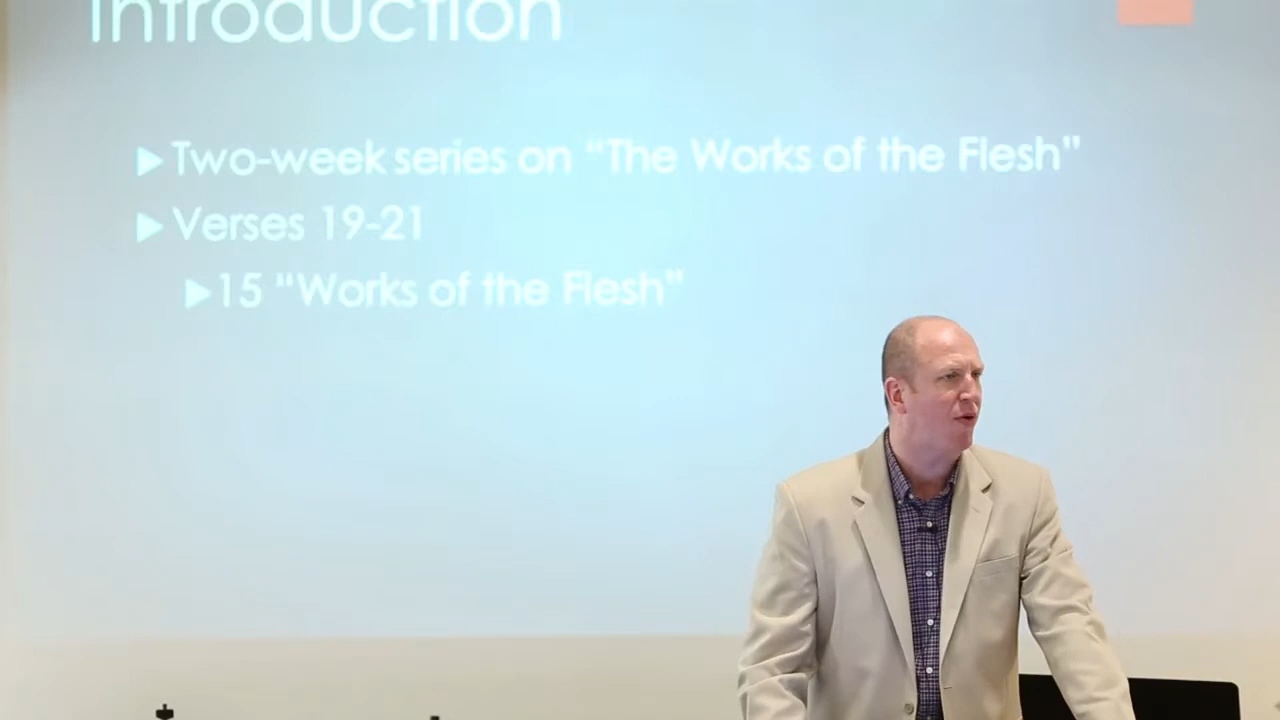 Introduction
Two-week series on “The Works of the Flesh”
Verses 19-21
15 “Works of the Flesh”